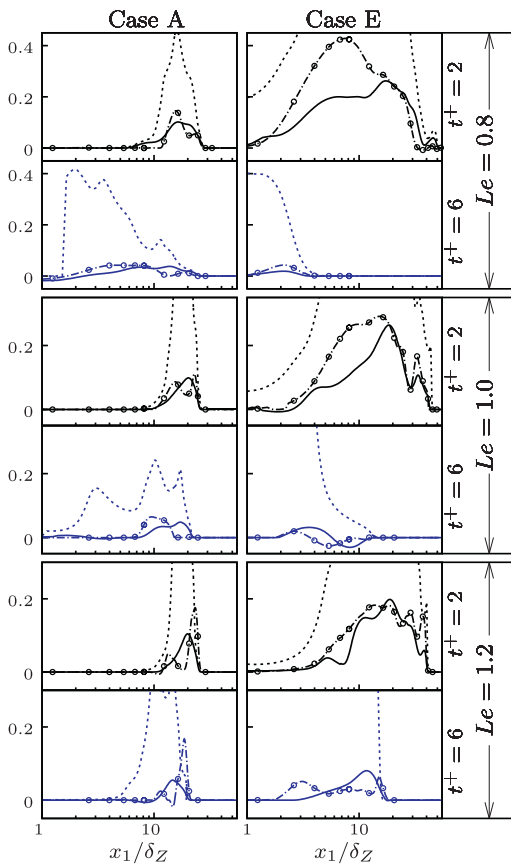 Case A Case E
0.4
0.2
0
t⁺ = 2
0.4
0.2
0
t⁺ = 6
Le = 0.8
0.2
0
t⁺ = 2
0.2
0
t⁺ = 6
Le = 1.0
0.2
0
t⁺ = 2
0.2
0
t⁺ = 6
Le = 1.2
1 10 1 10
x₁/δ_Z x₁/δ_Z